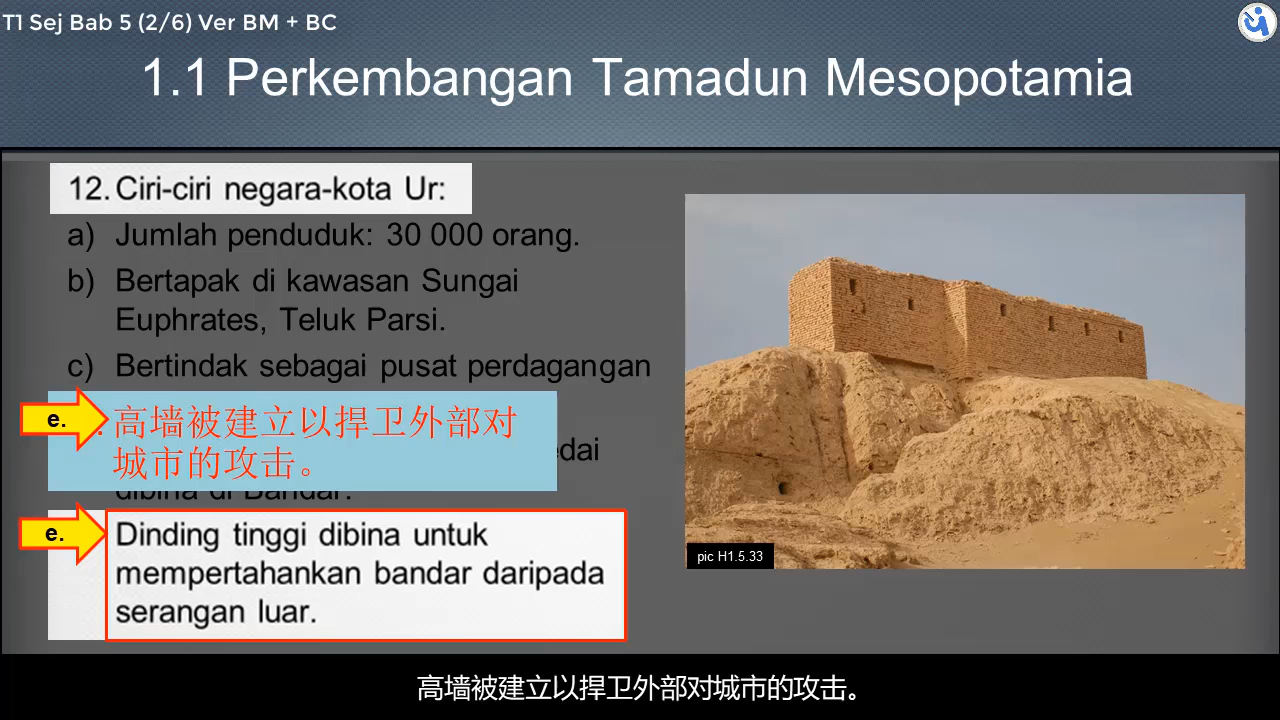 T1 Sej Bab 5 (2/6) Ver BM + BC
1.1 Perkembangan Tamadun Mesopotamia
12. Ciri-ciri negara-kota Ur:
a) Jumlah penduduk: 30 000 orang.
b) Bertapak di kawasan Sungai
Euphrates, Teluk Parsi.
c) Bertindak sebagai pusat perdagangan
e. 高墙被建立以捍卫外部对
城市的攻击。
dibina di Bandar.
e. Dinding tinggi dibina untuk
mempertahankan bandar daripada
serangan luar.
pic H1.5.33
高墙被建立以捍卫外部对城市的攻击。